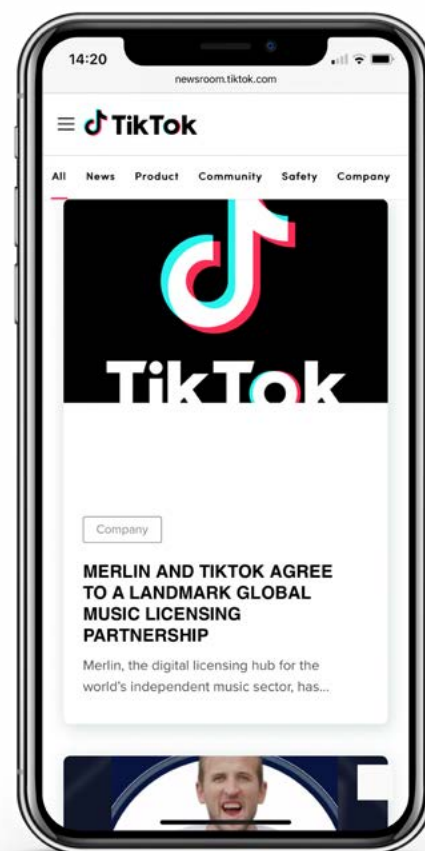 14:20
newsroom.tiktok.com
TikTok
All News Product Community Safety Company
TikTok
Company
MERLIN AND TIKTOK AGREE
TO A LANDMARK GLOBAL
MUSIC LICENSING
PARTNERSHIP
Merlin, the digital licensing hub for the
world's independent music sector, has...